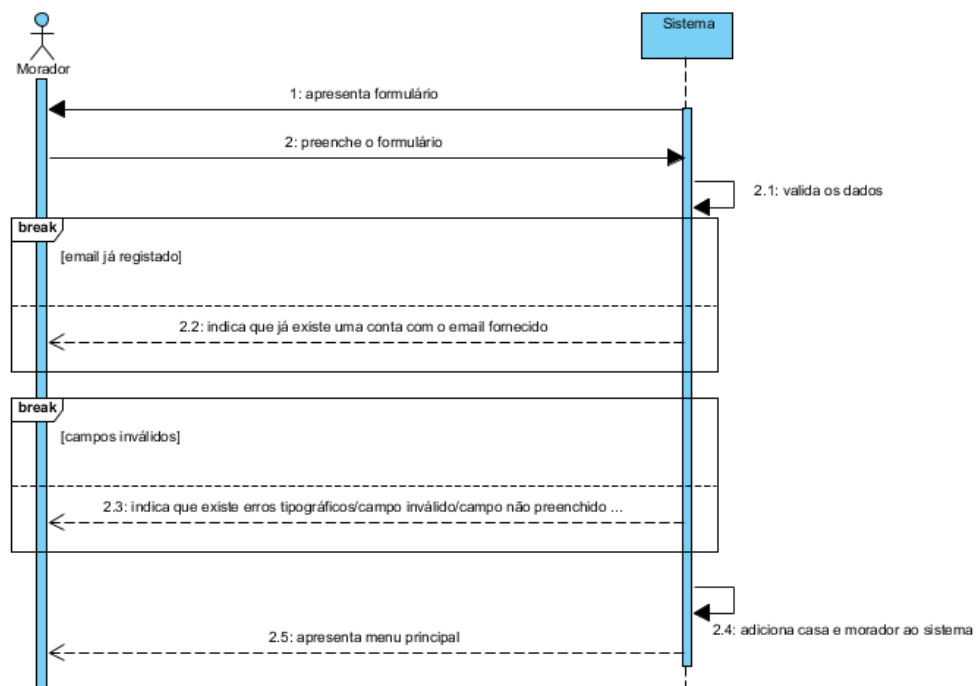 Sistema
Morador
1: apresenta formulário
2: preenche o formulário
2.1: valida os dados
break
[email já registado]
2.2: indica que já existe uma conta com o email fornecido
break
[campos inválidos]
2.3: indica que existe erros tipográficos/campo inválido/campo não preenchido ...
2.4: adiciona casa e morador ao sistema
2.5: apresenta menu principal